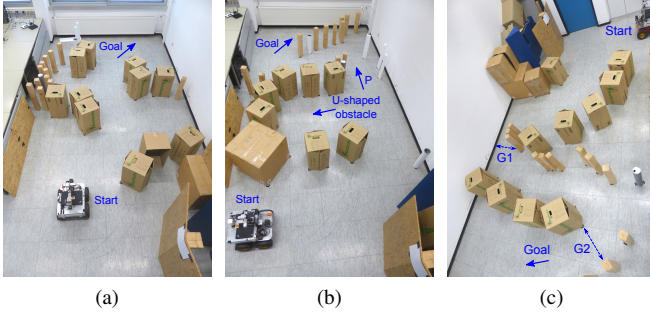 Goal
Start
Goal
P
U-shaped
obstacle
Start
Start
G1
G2
Goal
(a)
(b)
(c)